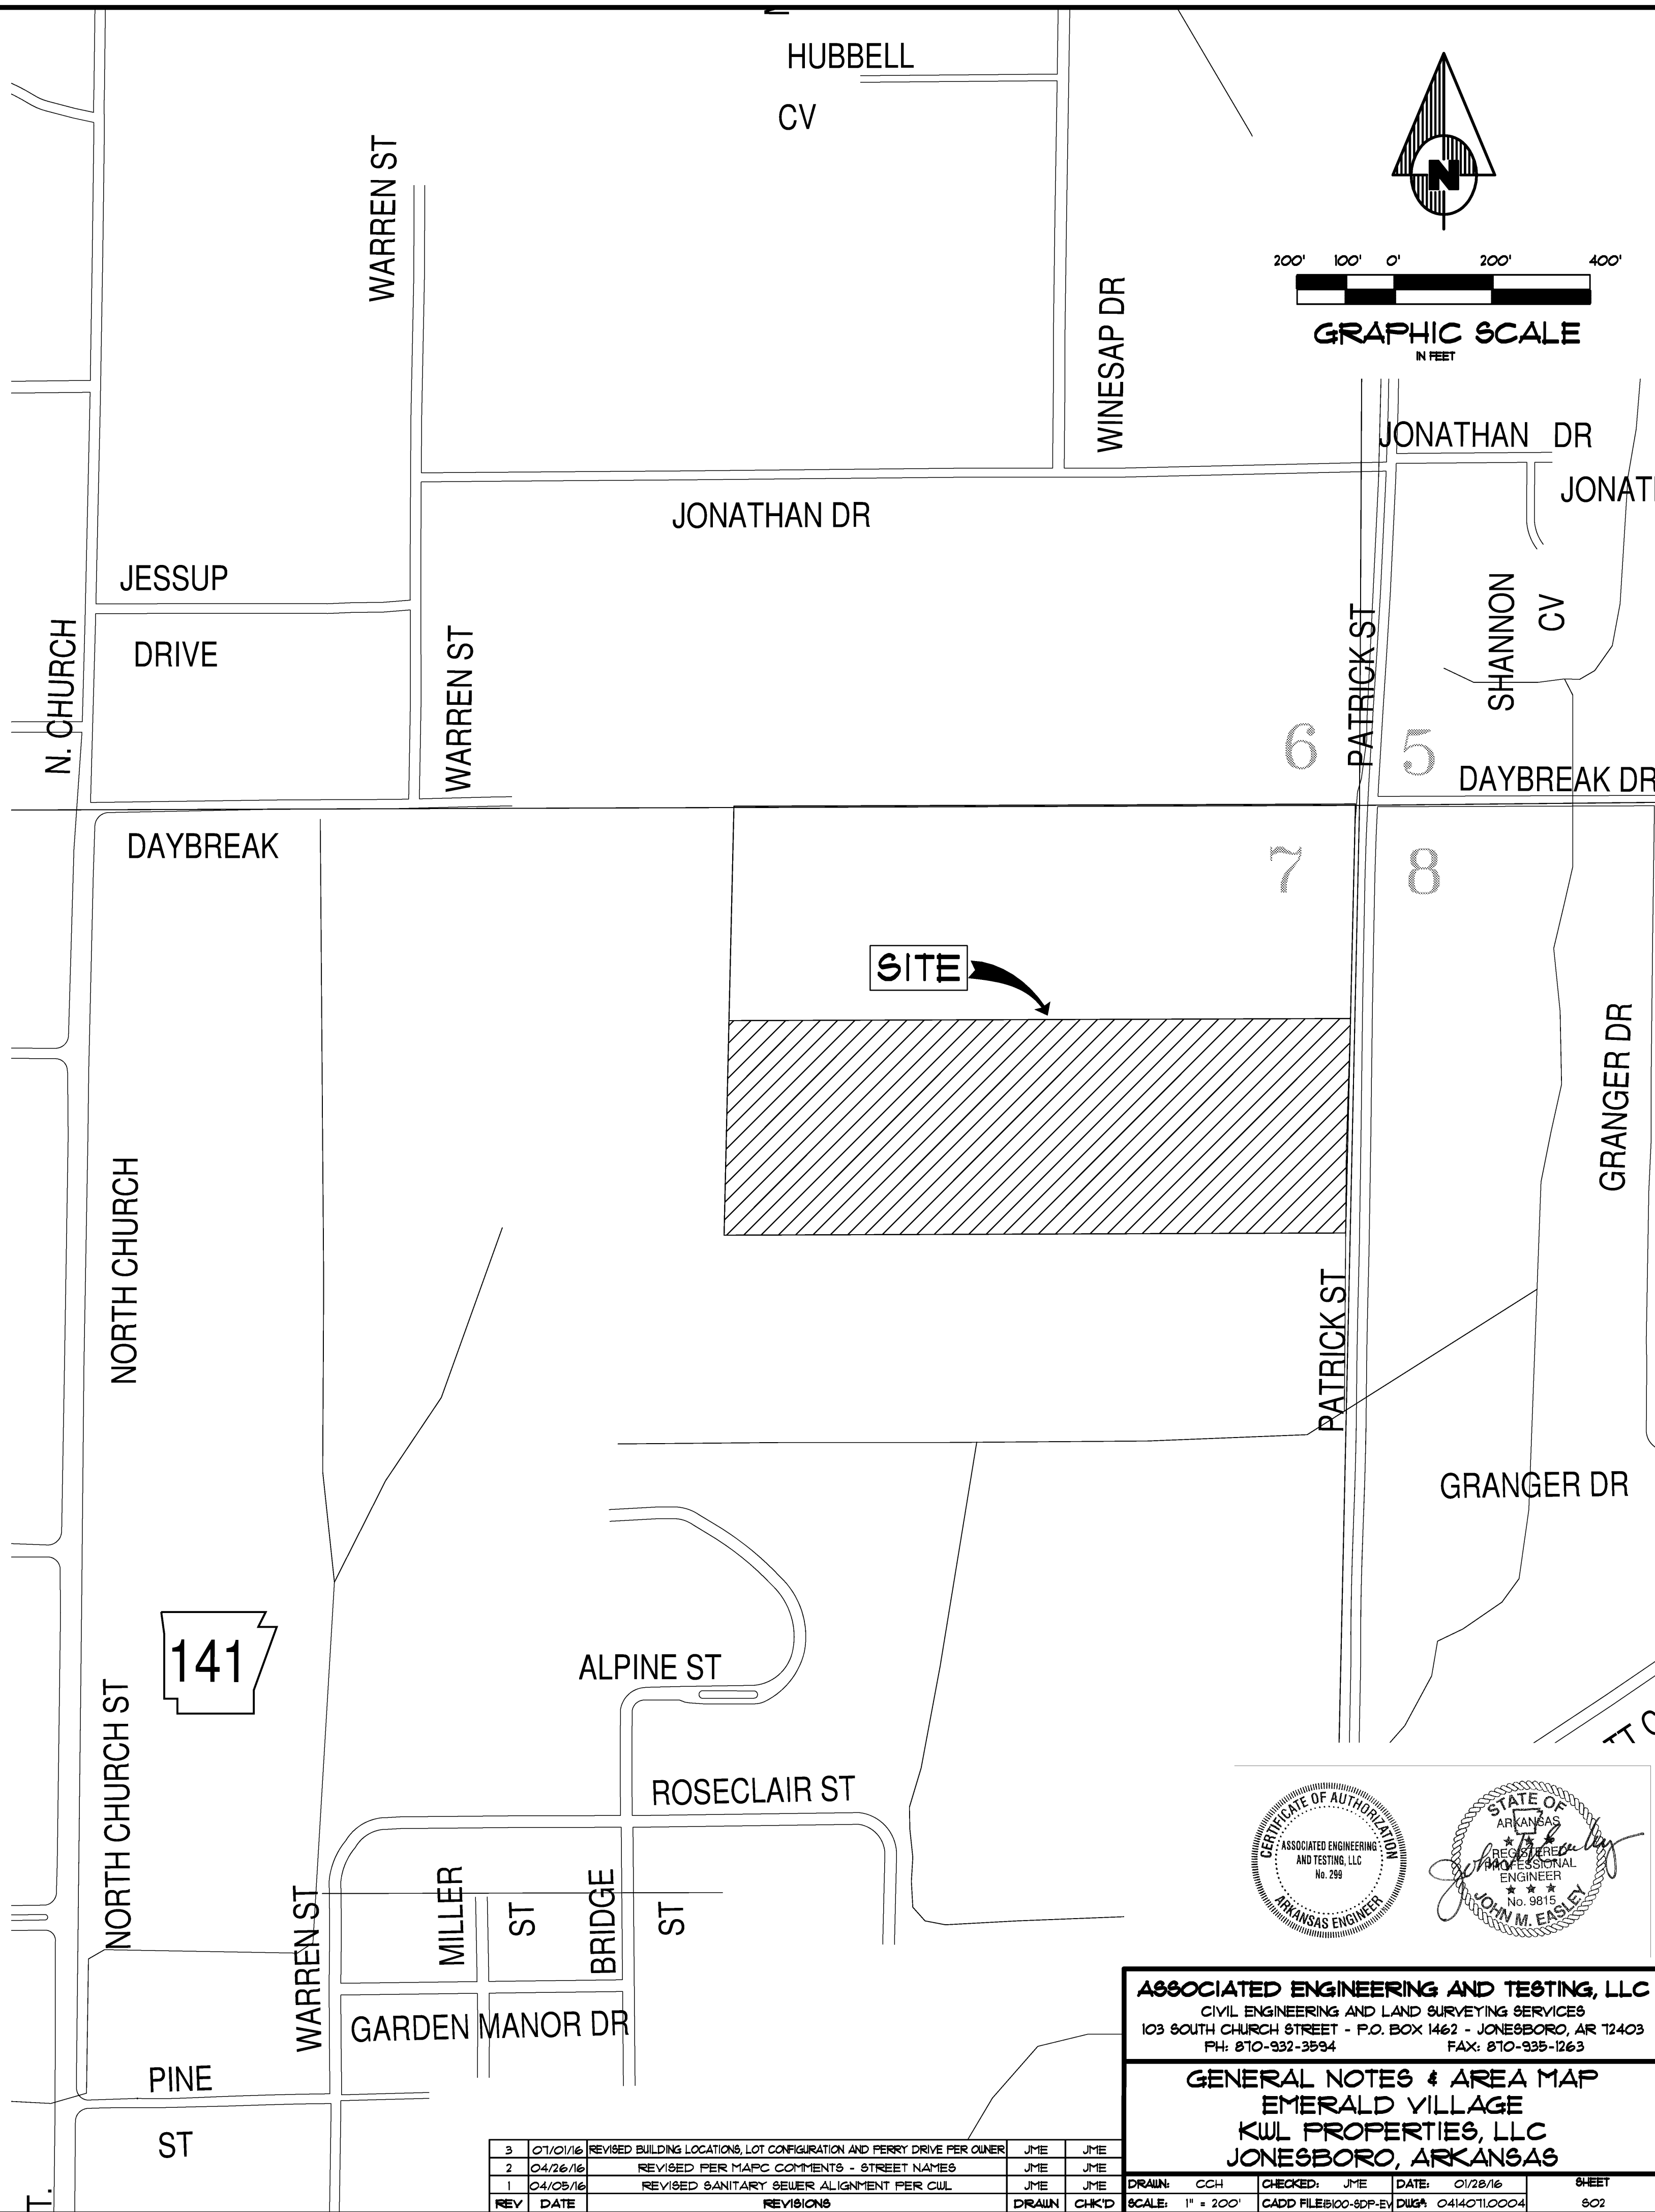 HUBBELL
CV
WARREN ST
WINESAP DR
N
200' 100' 0' 200' 400'
GRAPHIC SCALE
IN FEET
JONATHAN DR
JONATHAN DR
JONAT
JESSUP
DRIVE
N. CHURCH
WARREN ST
PATRICK ST
SHANNON
CV
6
5
DAYBREAK DR
DAYBREAK
7
8
SITE
GRANGER DR
NORTH CHURCH
PATRICK ST
GRANGER DR
141
ALPINE ST
NORTH CHURCH ST
ROSECLAIR ST
WARREN ST
MILLER
ST
BRIDGE
ST
GARDEN MANOR DR
PINE
ST
T.
CERTIFICATE OF AUTHORIZATION
ASSOCIATED ENGINEERING
AND TESTING, LLC
No. 299
ARKANSAS ENGINEER
STATE OF
ARKANSAS
REGISTERED
PROFESSIONAL
ENGINEER
No. 9815
JOHN M. EASLEY
ASSOCIATED ENGINEERING AND TESTING, LLC
CIVIL ENGINEERING AND LAND SURVEYING SERVICES
103 SOUTH CHURCH STREET - P.O. BOX 1462 - JONESBORO, AR 72403
PH: 870-932-3594 FAX: 870-935-1263
GENERAL NOTES & AREA MAP
EMERALD VILLAGE
KWL PROPERTIES, LLC
JONESBORO, ARKANSAS
DRAWN: CCH CHECKED: JME DATE: 01/28/16 SHEET
SCALE: 1" = 200' CADD FILE: 15100-SDP-EV DWG#: 0414071.0004 S02
3 07/01/16 REVISED BUILDING LOCATIONS, LOT CONFIGURATION AND PERRY DRIVE PER OWNER JME JME
2 04/26/16 REVISED PER MAPC COMMENTS - STREET NAMES JME JME
1 04/05/16 REVISED SANITARY SEWER ALIGNMENT PER CWL JME JME
REV DATE REVISIONS DRAWN CHK'D